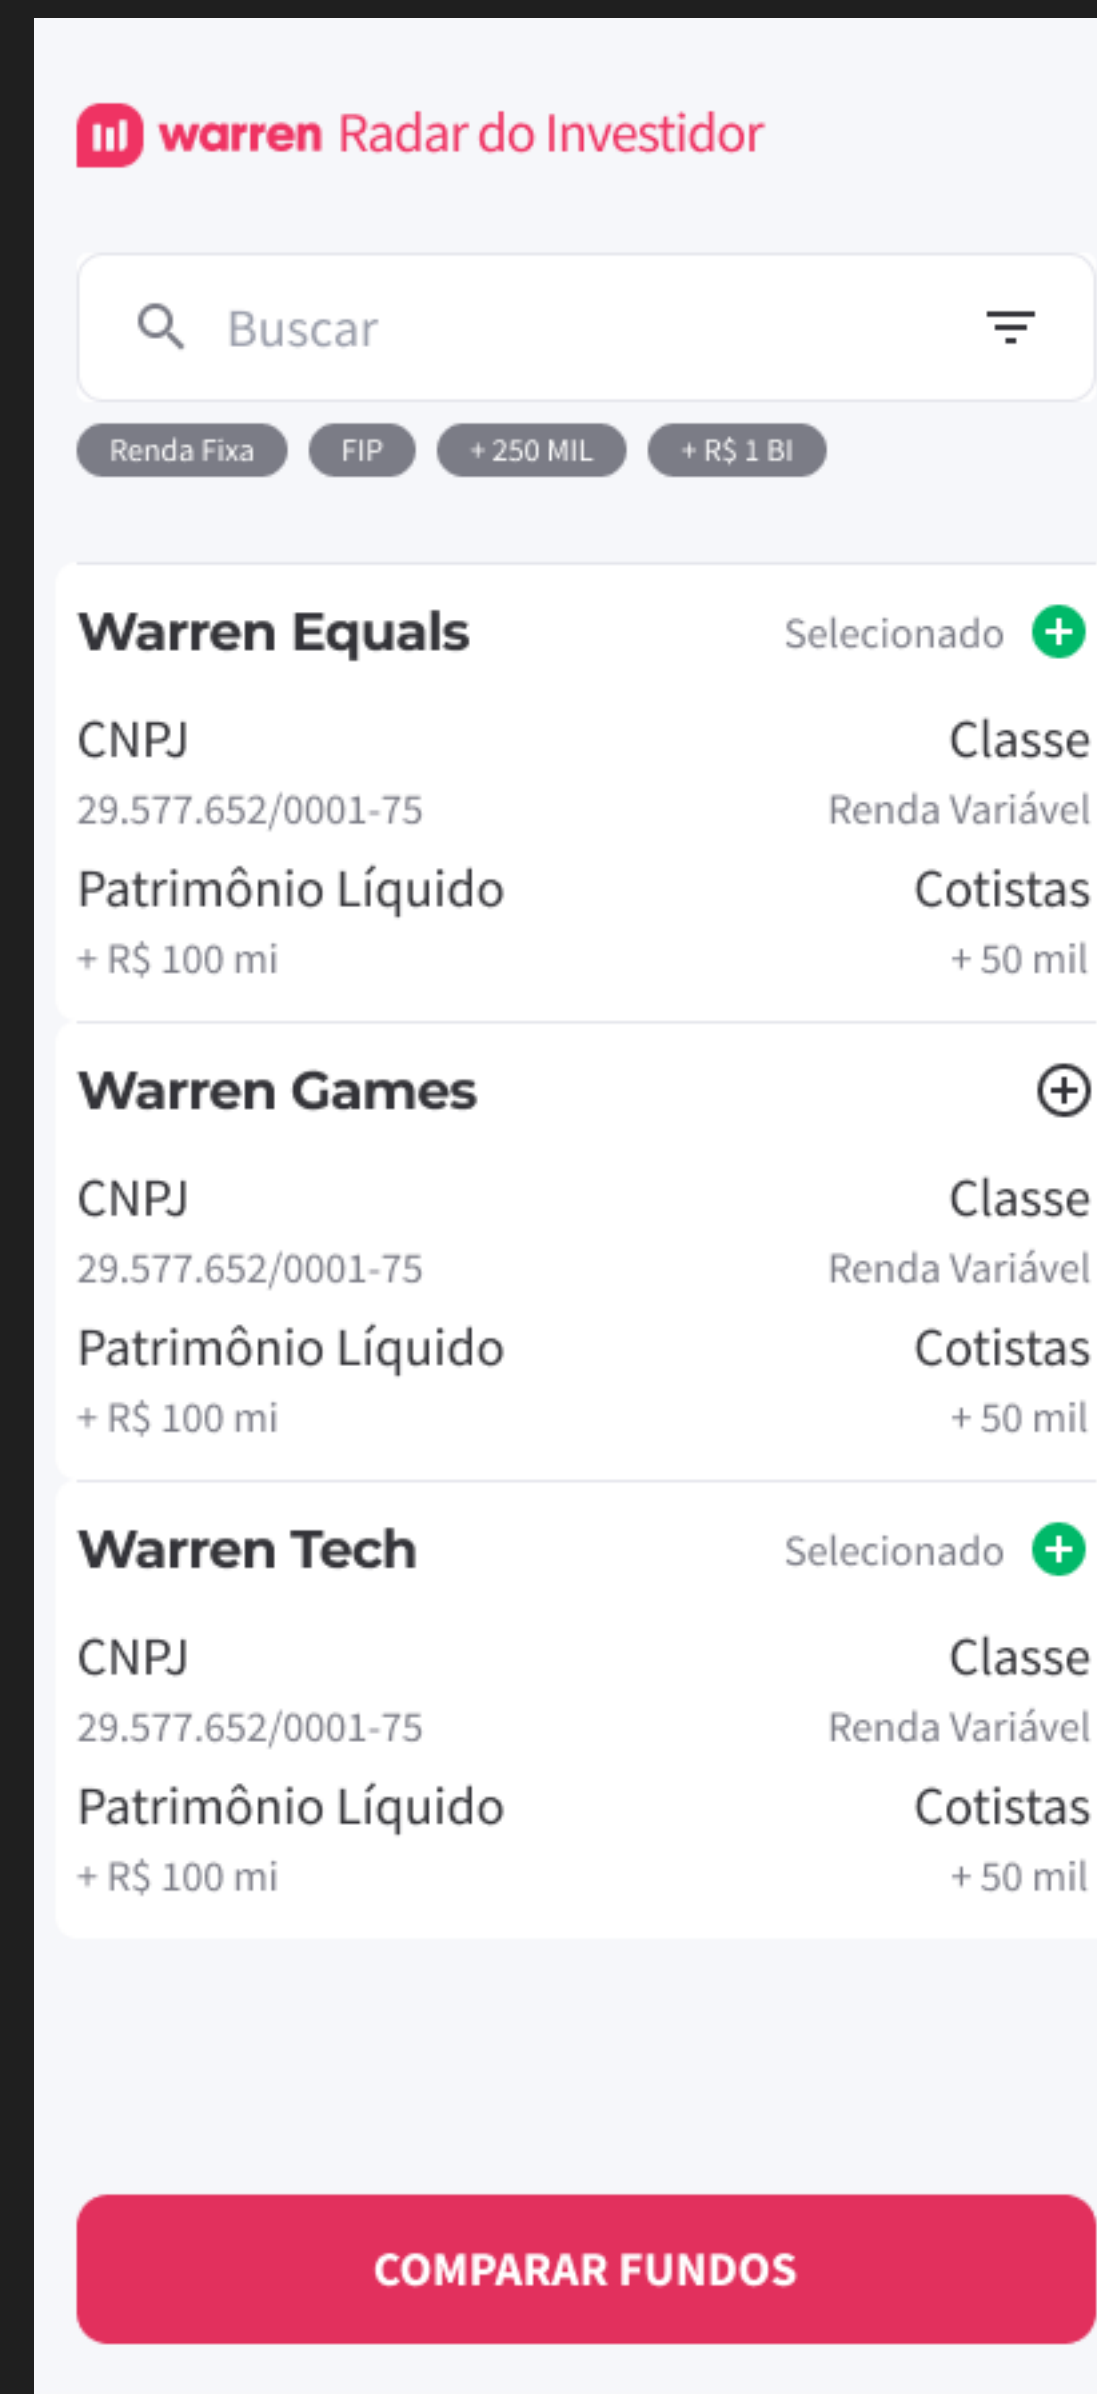 warren Radar do Investidor
Buscar
Renda Fixa FIP + 250 MIL + R$ 1 BI
Warren Equals Selecionado
CNPJ Classe
29.577.652/0001-75 Renda Variável
Patrimônio Líquido Cotistas
+ R$ 100 mi + 50 mil
Warren Games
CNPJ Classe
29.577.652/0001-75 Renda Variável
Patrimônio Líquido Cotistas
+ R$ 100 mi + 50 mil
Warren Tech Selecionado
CNPJ Classe
29.577.652/0001-75 Renda Variável
Patrimônio Líquido Cotistas
+ R$ 100 mi + 50 mil
COMPARAR FUNDOS